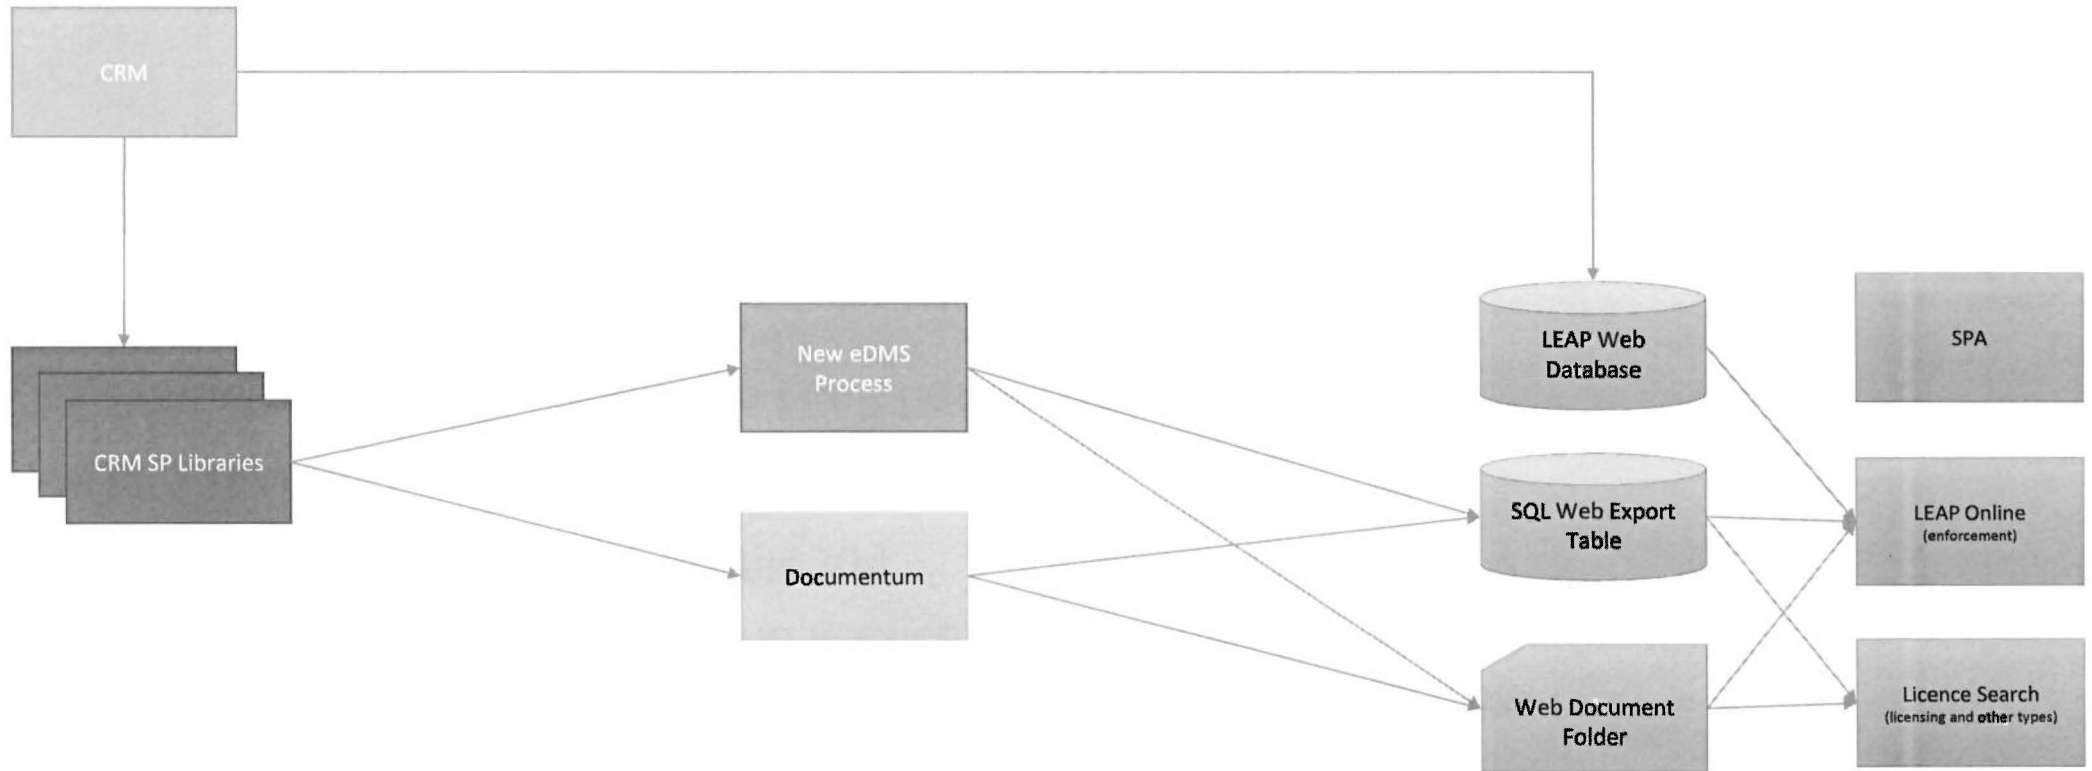 CRM
CRM SP Libraries
New eDMS
Process
Documentum
LEAP Web
Database
SQL Web Export
Table
Web Document
Folder
SPA
LEAP Online
(enforcement)
Licence Search
(licensing and other types)